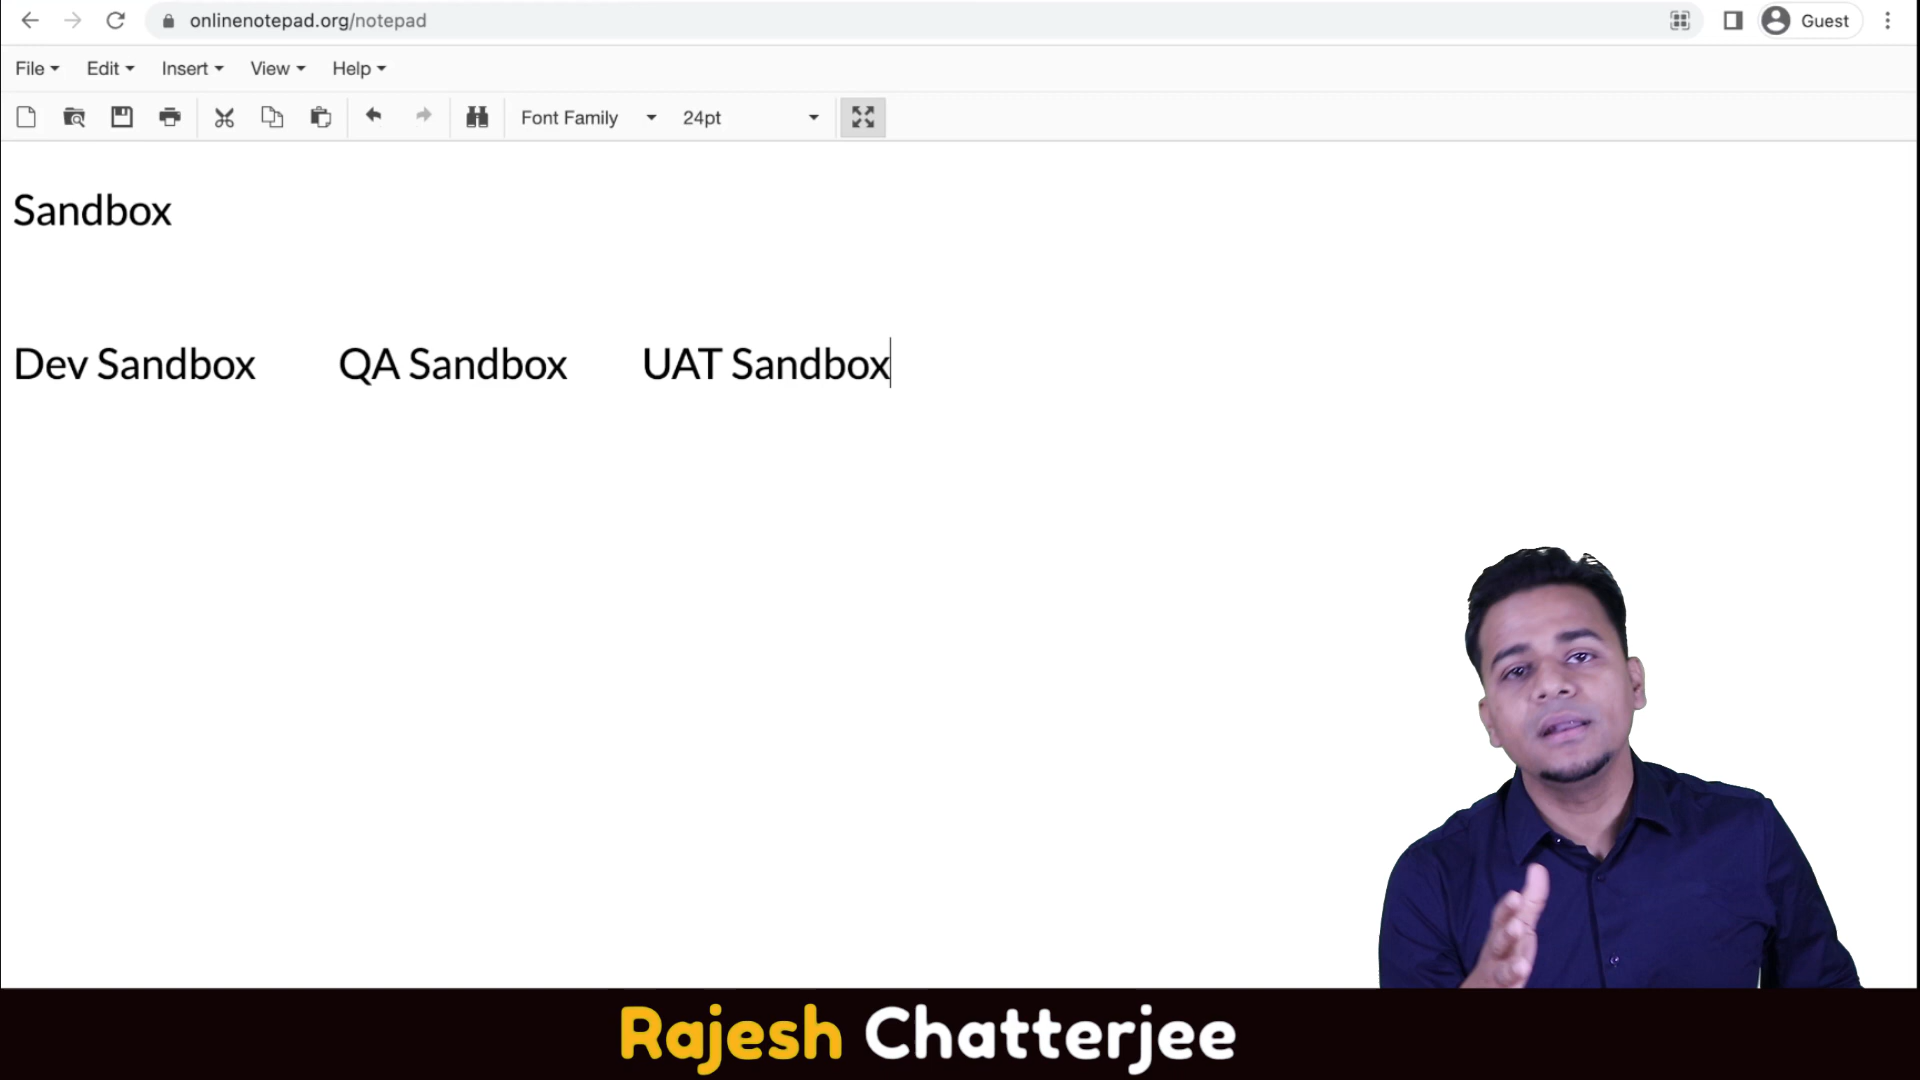 onlinenotepad.org/notepad Guest
File Edit Insert View Help
Font Family 24pt
Sandbox
Dev Sandbox QA Sandbox UAT Sandbox
Rajesh Chatterjee